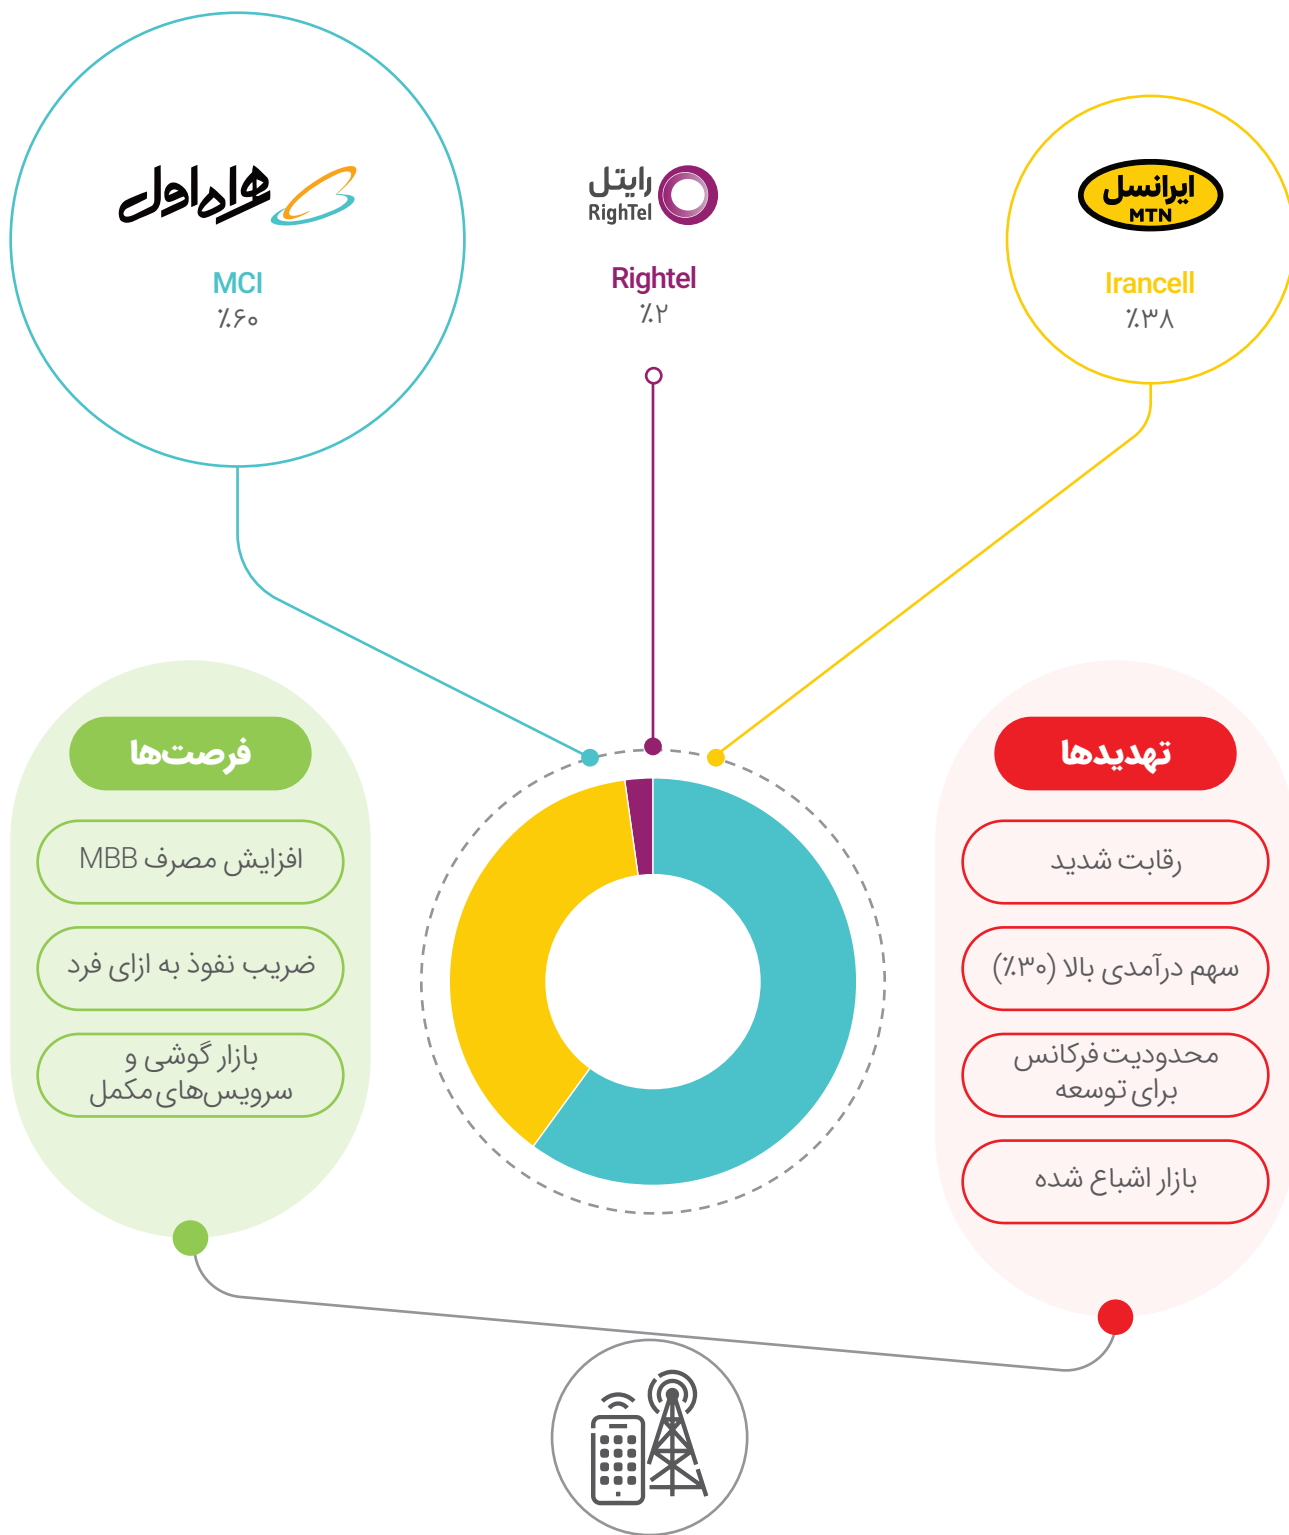 همراه اول
MCI
٪۶۰
رایتل
RighTel
Rightel
٪۲
ایرانسل
MTN
Irancell
٪۳۸
تهدیدها
رقابت شدید
سهم درآمدی بالا (۳۰٪)
محدودیت فرکانس
برای توسعه
بازار اشباع شده
فرصت‌ها
افزایش مصرف MBB
ضریب نفوذ به ازای فرد
بازار گوشی و
سرویس‌های مکمل